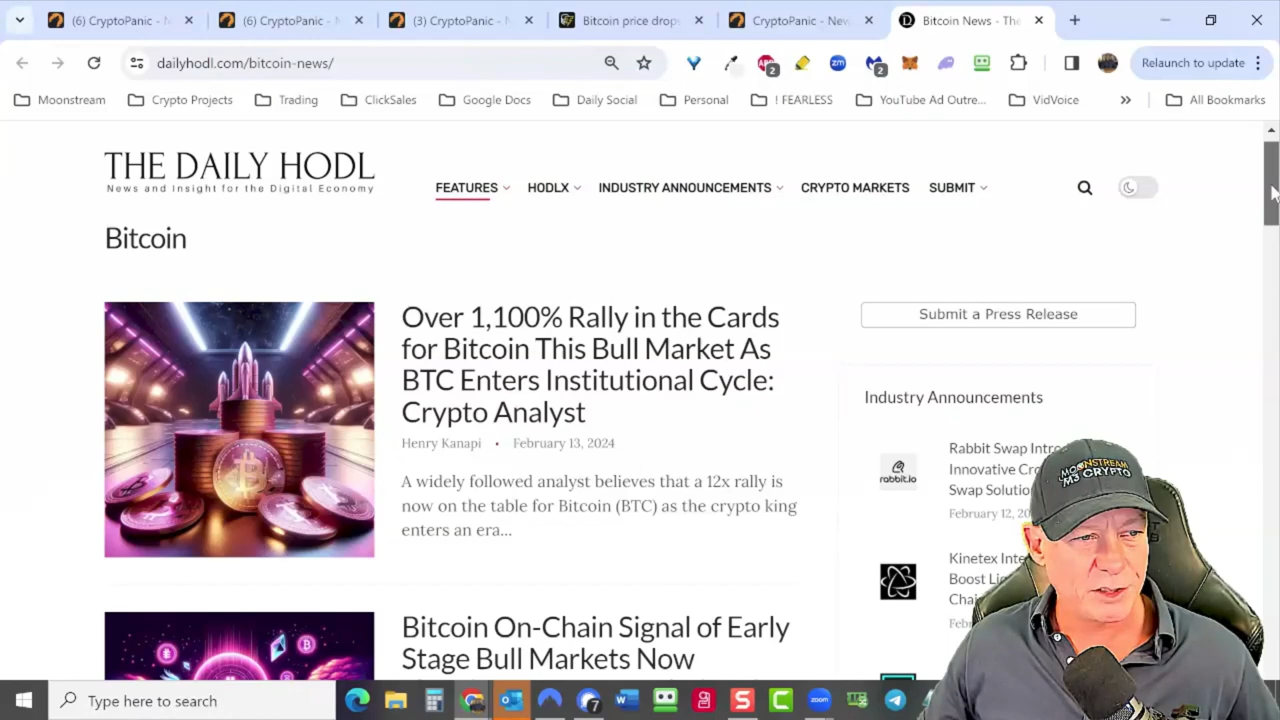 (6) CryptoPanic - N
(6) CryptoPanic - N
(3) CryptoPanic - N
Bitcoin price drops
CryptoPanic - New
Bitcoin News - The
dailyhodl.com/bitcoin-news/
2
2
Relaunch to update
Moonstream
Crypto Projects
Trading
ClickSales
Google Docs
Daily Social
Personal
! FEARLESS
YouTube Ad Outre...
VidVoice
All Bookmarks
THE DAILY HODL
News and Insight for the Digital Economy
FEATURES
HODLX
INDUSTRY ANNOUNCEMENTS
CRYPTO MARKETS
SUBMIT
Bitcoin
Over 1,100% Rally in the Cards
for Bitcoin This Bull Market As
BTC Enters Institutional Cycle:
Crypto Analyst
Henry Kanapi • February 13, 2024
A widely followed analyst believes that a 12x rally is
now on the table for Bitcoin (BTC) as the crypto king
enters an era...
Bitcoin On-Chain Signal of Early
Stage Bull Markets Now
Submit a Press Release
Industry Announcements
rabbit.io
Rabbit Swap Intro
Innovative Cr
Swap Solutio
February 12, 20
Kinetex Inte
Boost Li
Chai
Feb
MOONSTREAM
M3 CRYPTO
Type here to search
7
zoom